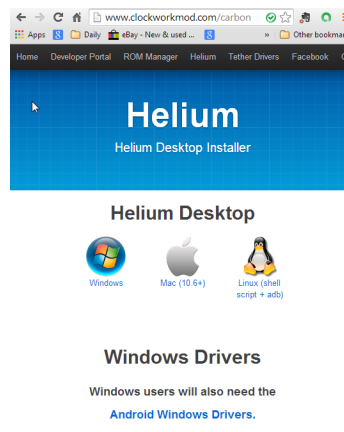 www.clockworkmod.com/carbon
Apps Daily eBay - New & used ... » Other bookmar
Home Developer Portal ROM Manager Helium Tether Drivers Facebook
Helium
Helium Desktop Installer
Helium Desktop
Windows Mac (10.6+) Linux (shell
script + adb)
Windows Drivers
Windows users will also need the
Android Windows Drivers.